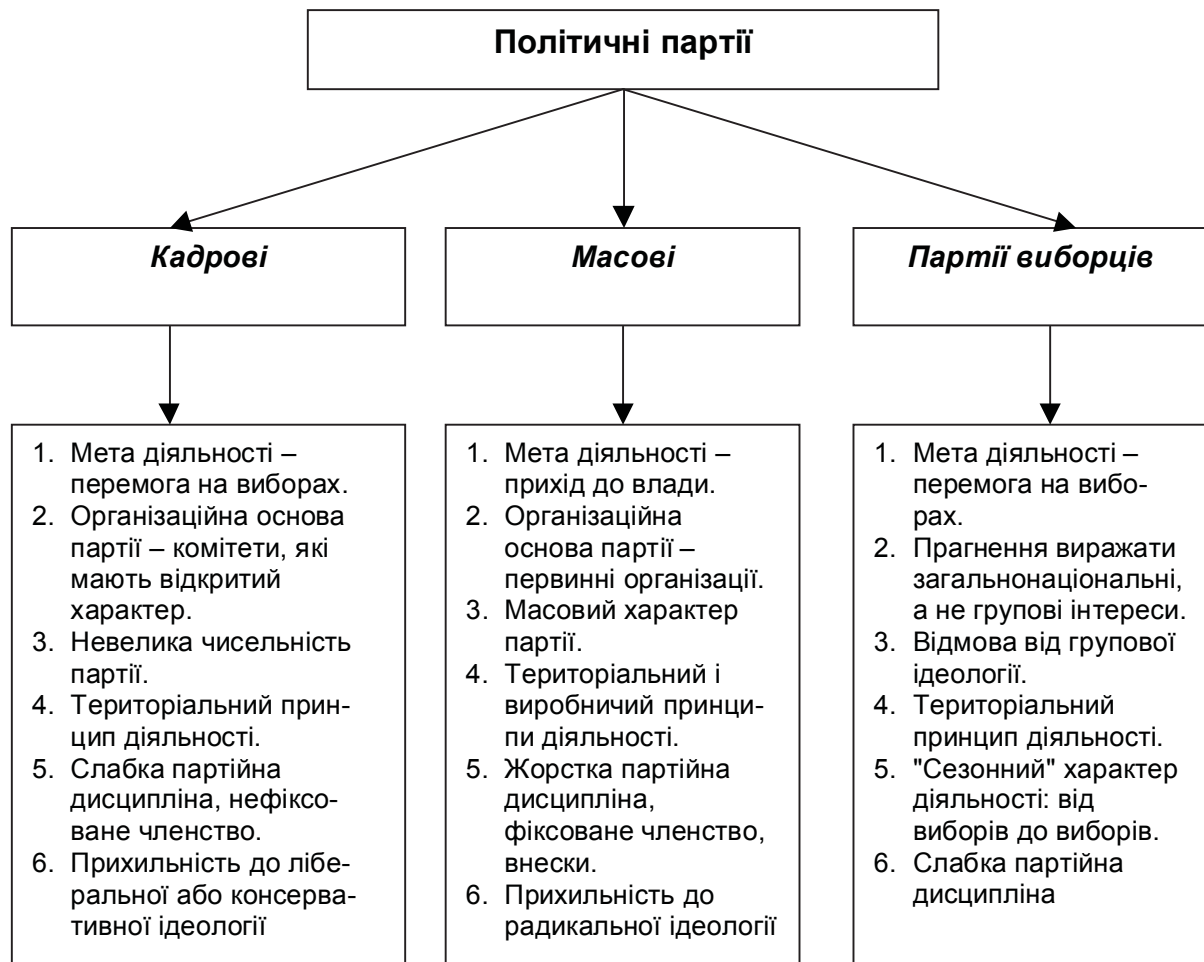 Політичні партії
Кадрові
Масові
Партії виборців
1. Мета діяльності –
перемога на виборах.
2. Організаційна основа
партії – комітети, які
мають відкритий
характер.
3. Невелика чисельність
партії.
4. Територіальний прин-
цип діяльності.
5. Слабка партійна
дисципліна, нефіксо-
ване членство.
6. Прихильність до лібе-
ральної або консерва-
тивної ідеології
1. Мета діяльності –
прихід до влади.
2. Організаційна
основа партії –
первинні організації.
3. Масовий характер
партії.
4. Територіальний і
виробничий принци-
пи діяльності.
5. Жорстка партійна
дисципліна,
фіксоване членство,
внески.
6. Прихильність до
радикальної ідеології
1. Мета діяльності –
перемога на вибо-
рах.
2. Прагнення виражати
загальнонаціональні,
а не групові інтереси.
3. Відмова від групової
ідеології.
4. Територіальний
принцип діяльності.
5. "Сезонний" характер
діяльності: від
виборів до виборів.
6. Слабка партійна
дисципліна